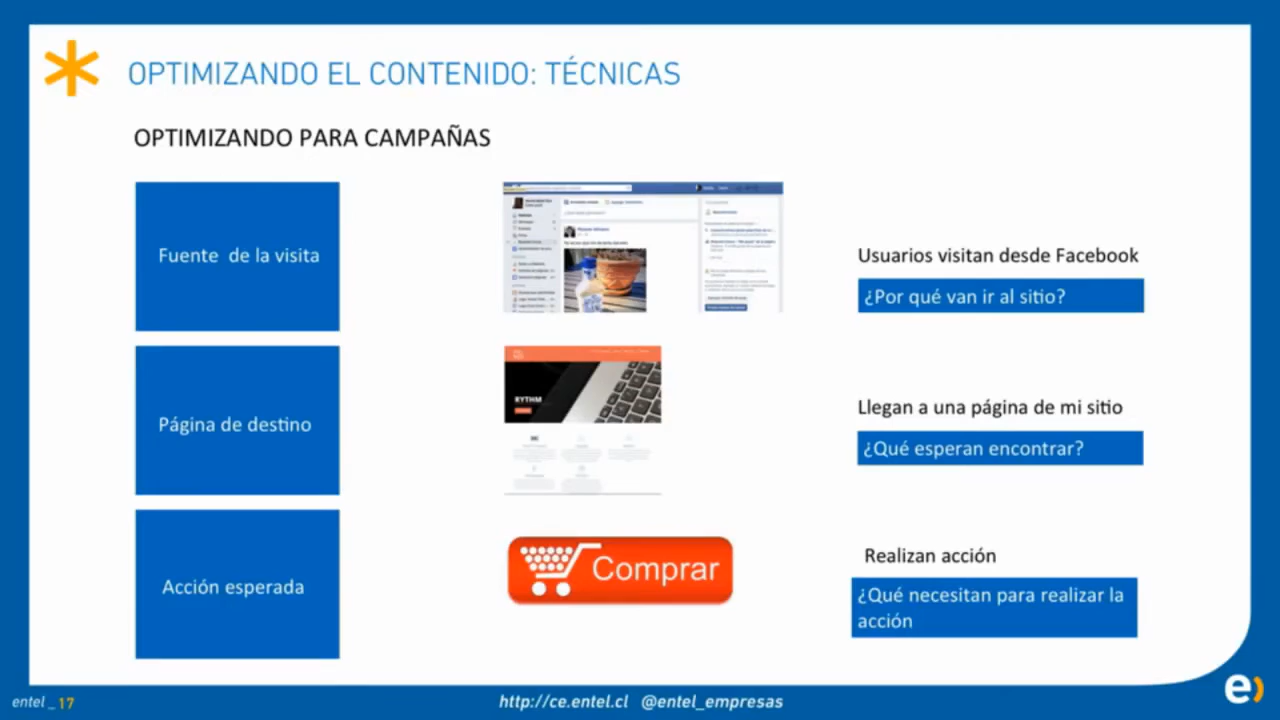 OPTIMIZANDO EL CONTENIDO: TÉCNICAS
OPTIMIZANDO PARA CAMPAÑAS
Fuente de la visita
Usuarios visitan desde Facebook
¿Por qué van ir al sitio?
Página de destino
RYTHM
Llegan a una página de mi sitio
¿Qué esperan encontrar?
Acción esperada
Comprar
Realizan acción
¿Qué necesitan para realizar la
acción
entel _ 17
http://ce.entel.cl @entel_empresas
e)